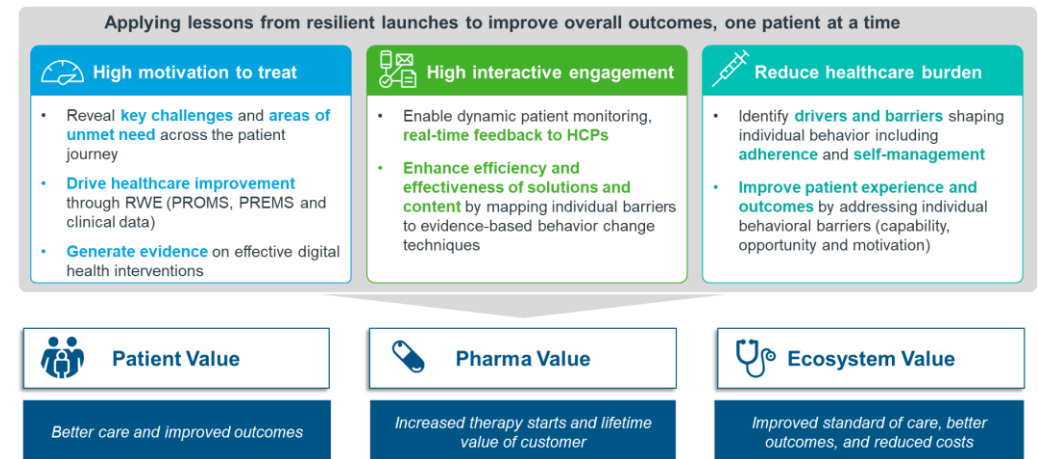 Applying lessons from resilient launches to improve overall outcomes, one patient at a time
High motivation to treat
• Reveal key challenges and areas of
unmet need across the patient
journey
• Drive healthcare improvement
through RWE (PROMS, PREMS and
clinical data)
• Generate evidence on effective digital
health interventions
High interactive engagement
• Enable dynamic patient monitoring,
real-time feedback to HCPs
• Enhance efficiency and
effectiveness of solutions and
content by mapping individual barriers
to evidence-based behavior change
techniques
Reduce healthcare burden
• Identify drivers and barriers shaping
individual behavior including
adherence and self-management
• Improve patient experience and
outcomes by addressing individual
behavioral barriers (capability,
opportunity and motivation)
Patient Value
Better care and improved outcomes
Pharma Value
Increased therapy starts and lifetime
value of customer
Ecosystem Value
Improved standard of care, better
outcomes, and reduced costs